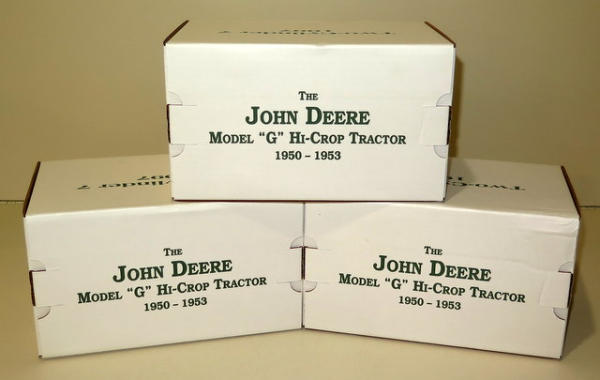 THE
JOHN DEERE
MODEL "G" HI-CROP TRACTOR
1950 – 1953
THE
JOHN DEERE
MODEL "G" HI-CROP TRACTOR
1950 – 1953
THE
JOHN DEERE
MODEL "G" HI-CROP TRACTOR
1950 – 1953